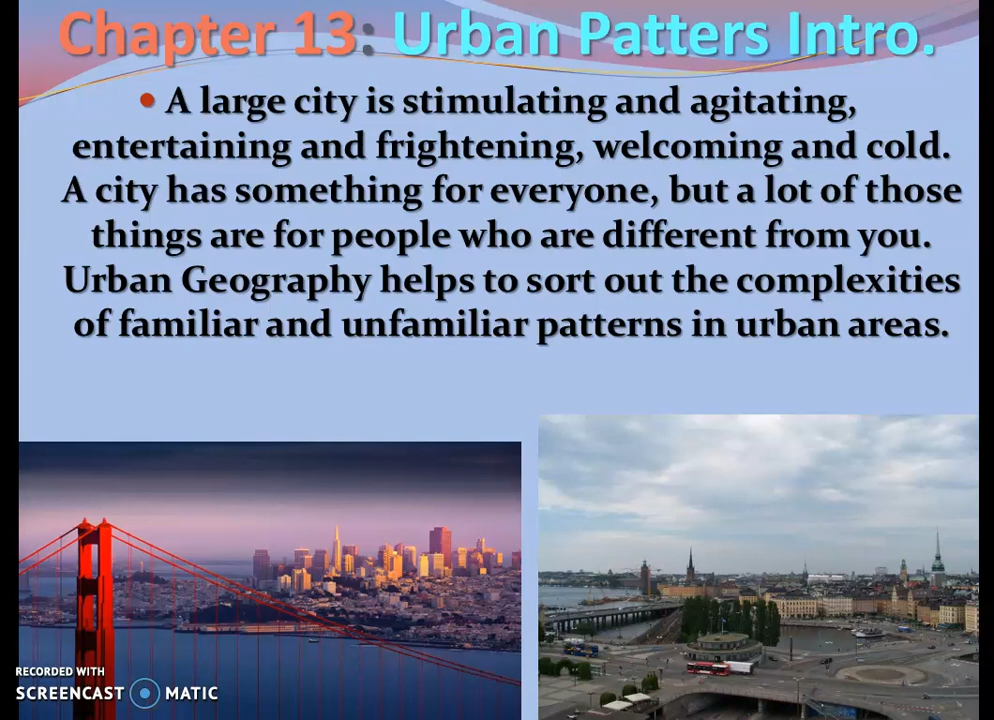 Chapter 13: Urban Patters Intro.
• A large city is stimulating and agitating,
entertaining and frightening, welcoming and cold.
A city has something for everyone, but a lot of those
things are for people who are different from you.
Urban Geography helps to sort out the complexities
of familiar and unfamiliar patterns in urban areas.
RECORDED WITH
SCREENCAST MATIC